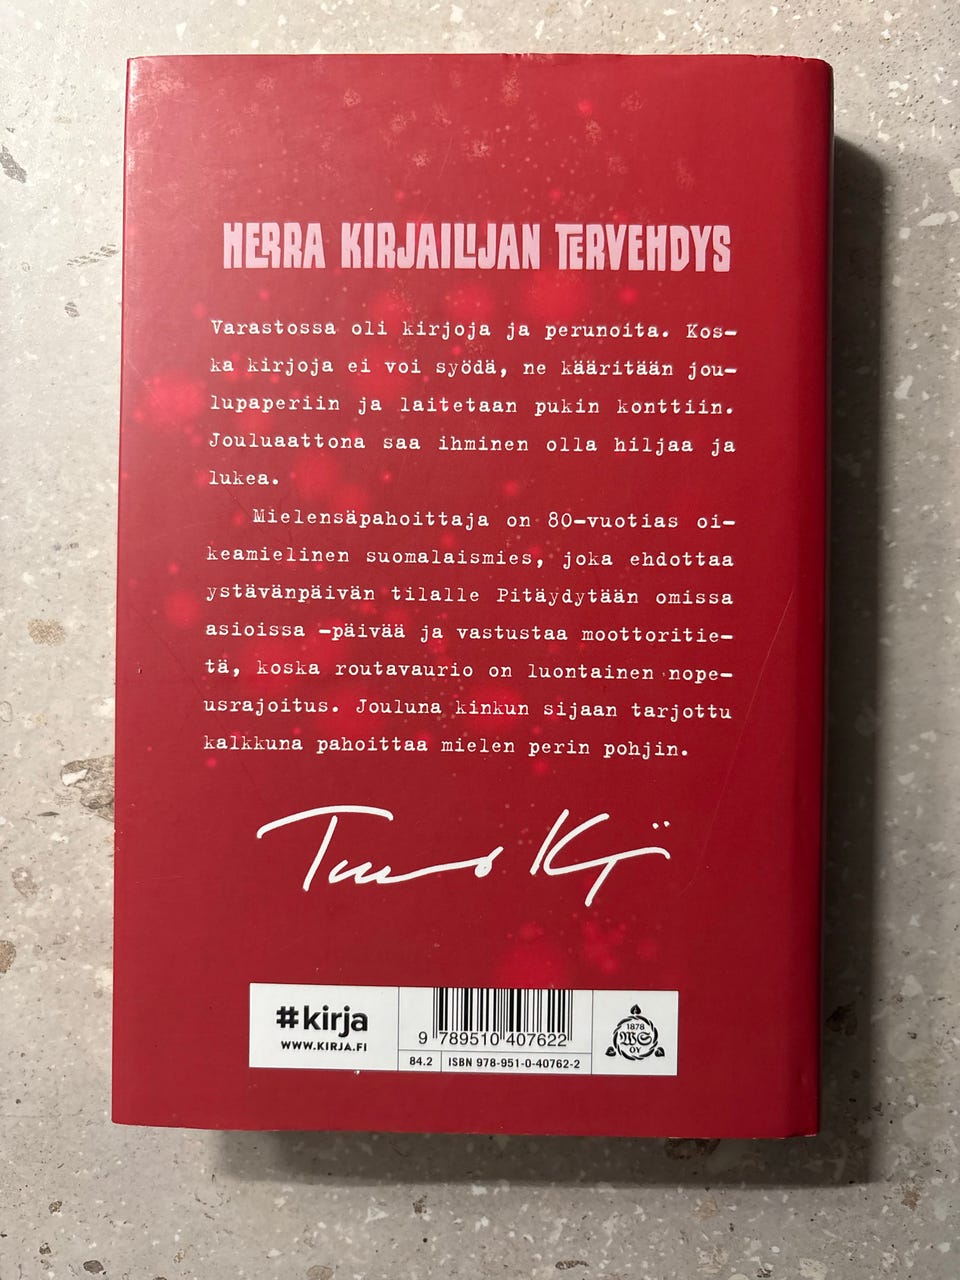 HERRA KIRJAILIJAN TERVEHDYS
Varastossa oli kirjoja ja perunoita. Kos-
ka kirjoja ei voi syödä, ne kääritään jou-
lupaperiin ja laitetaan pukin konttiin.
Jouluaattona saa ihminen olla hiljaa ja
lukea.
Mielensäpahoittaja on 80-vuotias oi-
keamielinen suomalaismies, joka ehdottaa
ystävänpäivän tilalle Pitäydytään omissa
asioissa -päivää ja vastustaa moottoritie-
tä, koska routavaurio on luontainen nope-
usrajoitus. Jouluna kinkun sijaan tarjottu
kalkkuna pahoittaa mielen perin pohjin.
#kirja
WWW.KIRJA.FI
9 789510 407622
84.2 ISBN 978-951-0-40762-2
1878
WS
OY